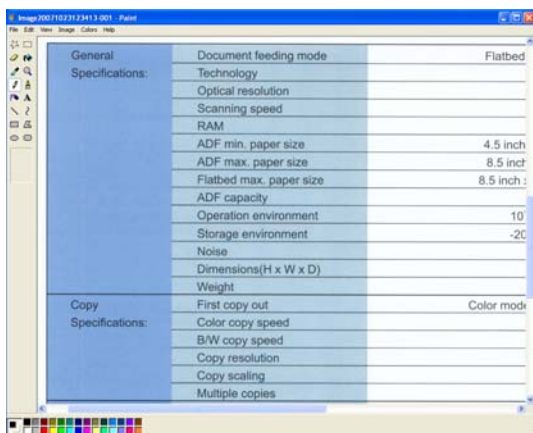 Image20071023123413-001 - Paint
File Edit View Image Colors Help
General Document feeding mode Flatbed
Specifications: Technology
Optical resolution
Scanning speed
RAM
ADF min. paper size 4.5 inch
ADF max. paper size 8.5 inch
Flatbed max. paper size 8.5 inch
ADF capacity
Operation environment 10
Storage environment -20
Noise
Dimensions(H x W x D)
Weight
Copy First copy out Color mode
Specifications: Color copy speed
B/W copy speed
Copy resolution
Copy scaling
Multiple copies